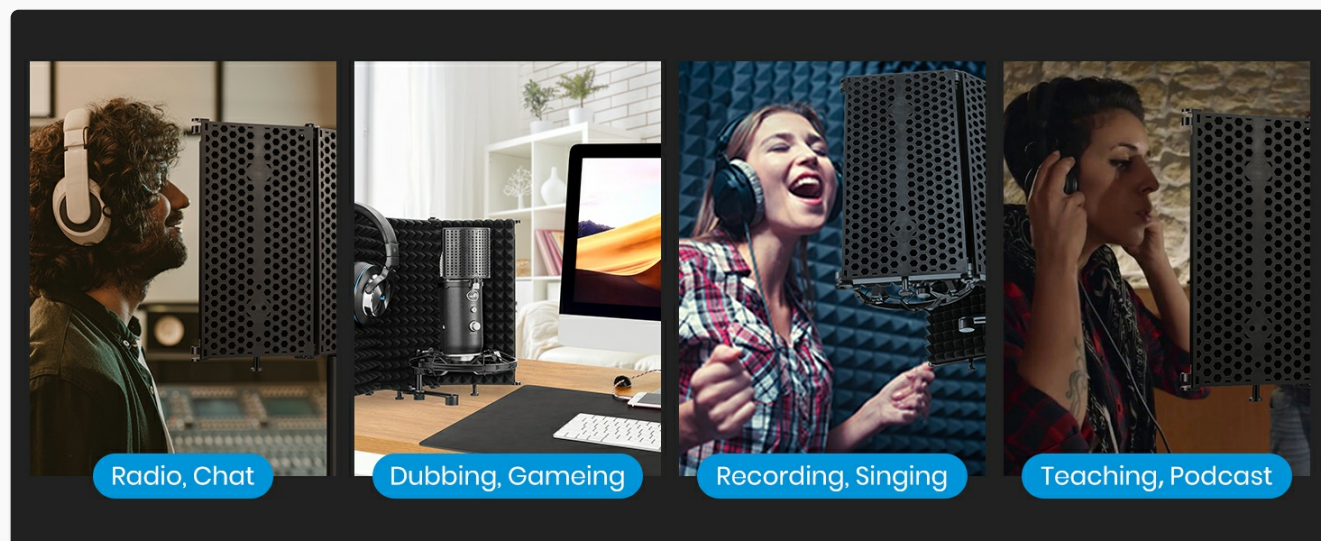 Radio, Chat
Dubbing, Gameing
Recording, Singing
Teaching, Podcast